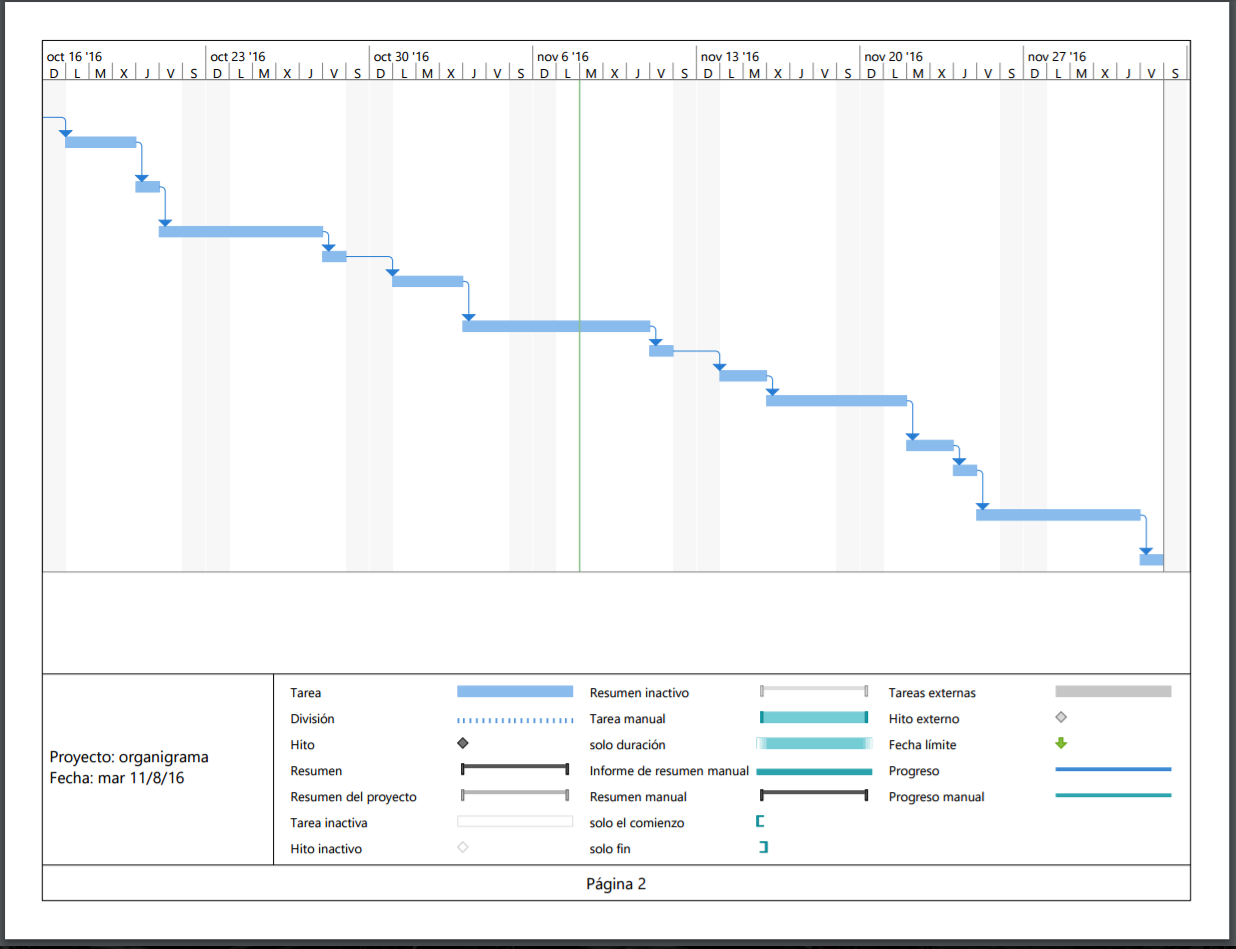 oct 16 '16 oct 23 '16 oct 30 '16 nov 6 '16 nov 13 '16 nov 20 '16 nov 27 '16
D L M X J V S D L M X J V S D L M X J V S D L M X J V S D L M X J V S D L M X J V S D L M X J V S
Proyecto: organigrama
Fecha: mar 11/8/16
Tarea
División
Hito
Resumen
Resumen del proyecto
Tarea inactiva
Hito inactivo
Resumen inactivo
Tarea manual
solo duración
Informe de resumen manual
Resumen manual
solo el comienzo
solo fin
Tareas externas
Hito externo
Fecha límite
Progreso
Progreso manual
Página 2